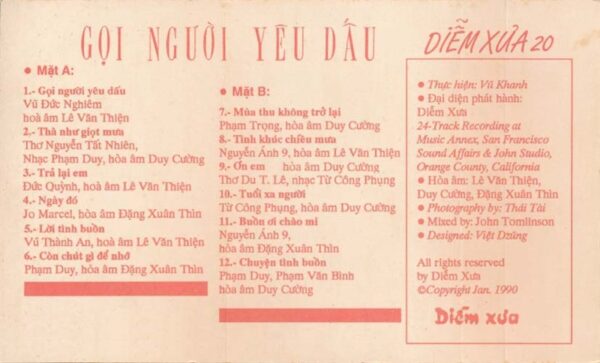 GỌI NGƯỜI YÊU DẤU
• Mặt A:
1.- Gọi người yêu dấu
Vũ Đức Nghiêm
hoà âm Lê Văn Thiện
2.- Thà như giọt mưa
Thơ Nguyễn Tất Nhiên,
Nhạc Phạm Duy, hòa âm Duy Cường
3.- Trả lại em
Đức Quỳnh, hoà âm Lê Văn Thiện
4.- Ngày đó
Jo Marcel, hòa âm Đặng Xuân Thìn
5.- Lời tình buồn
Vũ Thành An, hoà âm Lê Văn Thiện
6.- Còn chút gì để nhớ
Phạm Duy, hòa âm Đặng Xuân Thìn
• Mặt B:
7.- Mùa thu không trở lại
Phạm Trọng, hòa âm Duy Cường
8.- Tình khúc chiều mưa
Nguyễn Ánh 9, hòa âm Lê Văn Thiện
9.- Ơn em hòa âm Duy Cường
Thơ Du T. Lê, nhạc Từ Công Phụng
10.- Tuổi xa người
Từ Công Phụng, hòa âm Duy Cường
11.- Buồn ơi chào mi
Nguyễn Ánh 9,
hòa âm Đặng Xuân Thìn
12.- Chuyện tình buồn
Phạm Duy, Phạm Văn Bình
hòa âm Duy Cường
DIỄM XƯA 20
• Thực hiện: Vũ Khanh
• Đại diện phát hành:
Diễm Xưa
24-Track Recording at
Music Annex, San Francisco
Sound Affairs & John Studio,
Orange County, California
• Hòa âm: Lê Văn Thiện,
Duy Cường, Đặng Xuân Thìn
• Photography by: Thái Tài
• Mixed by: John Tomlinson
• Designed: Việt Dzũng
All rights reserved
by Diễm Xưa
©Copyright Jan. 1990
Diễm xưa